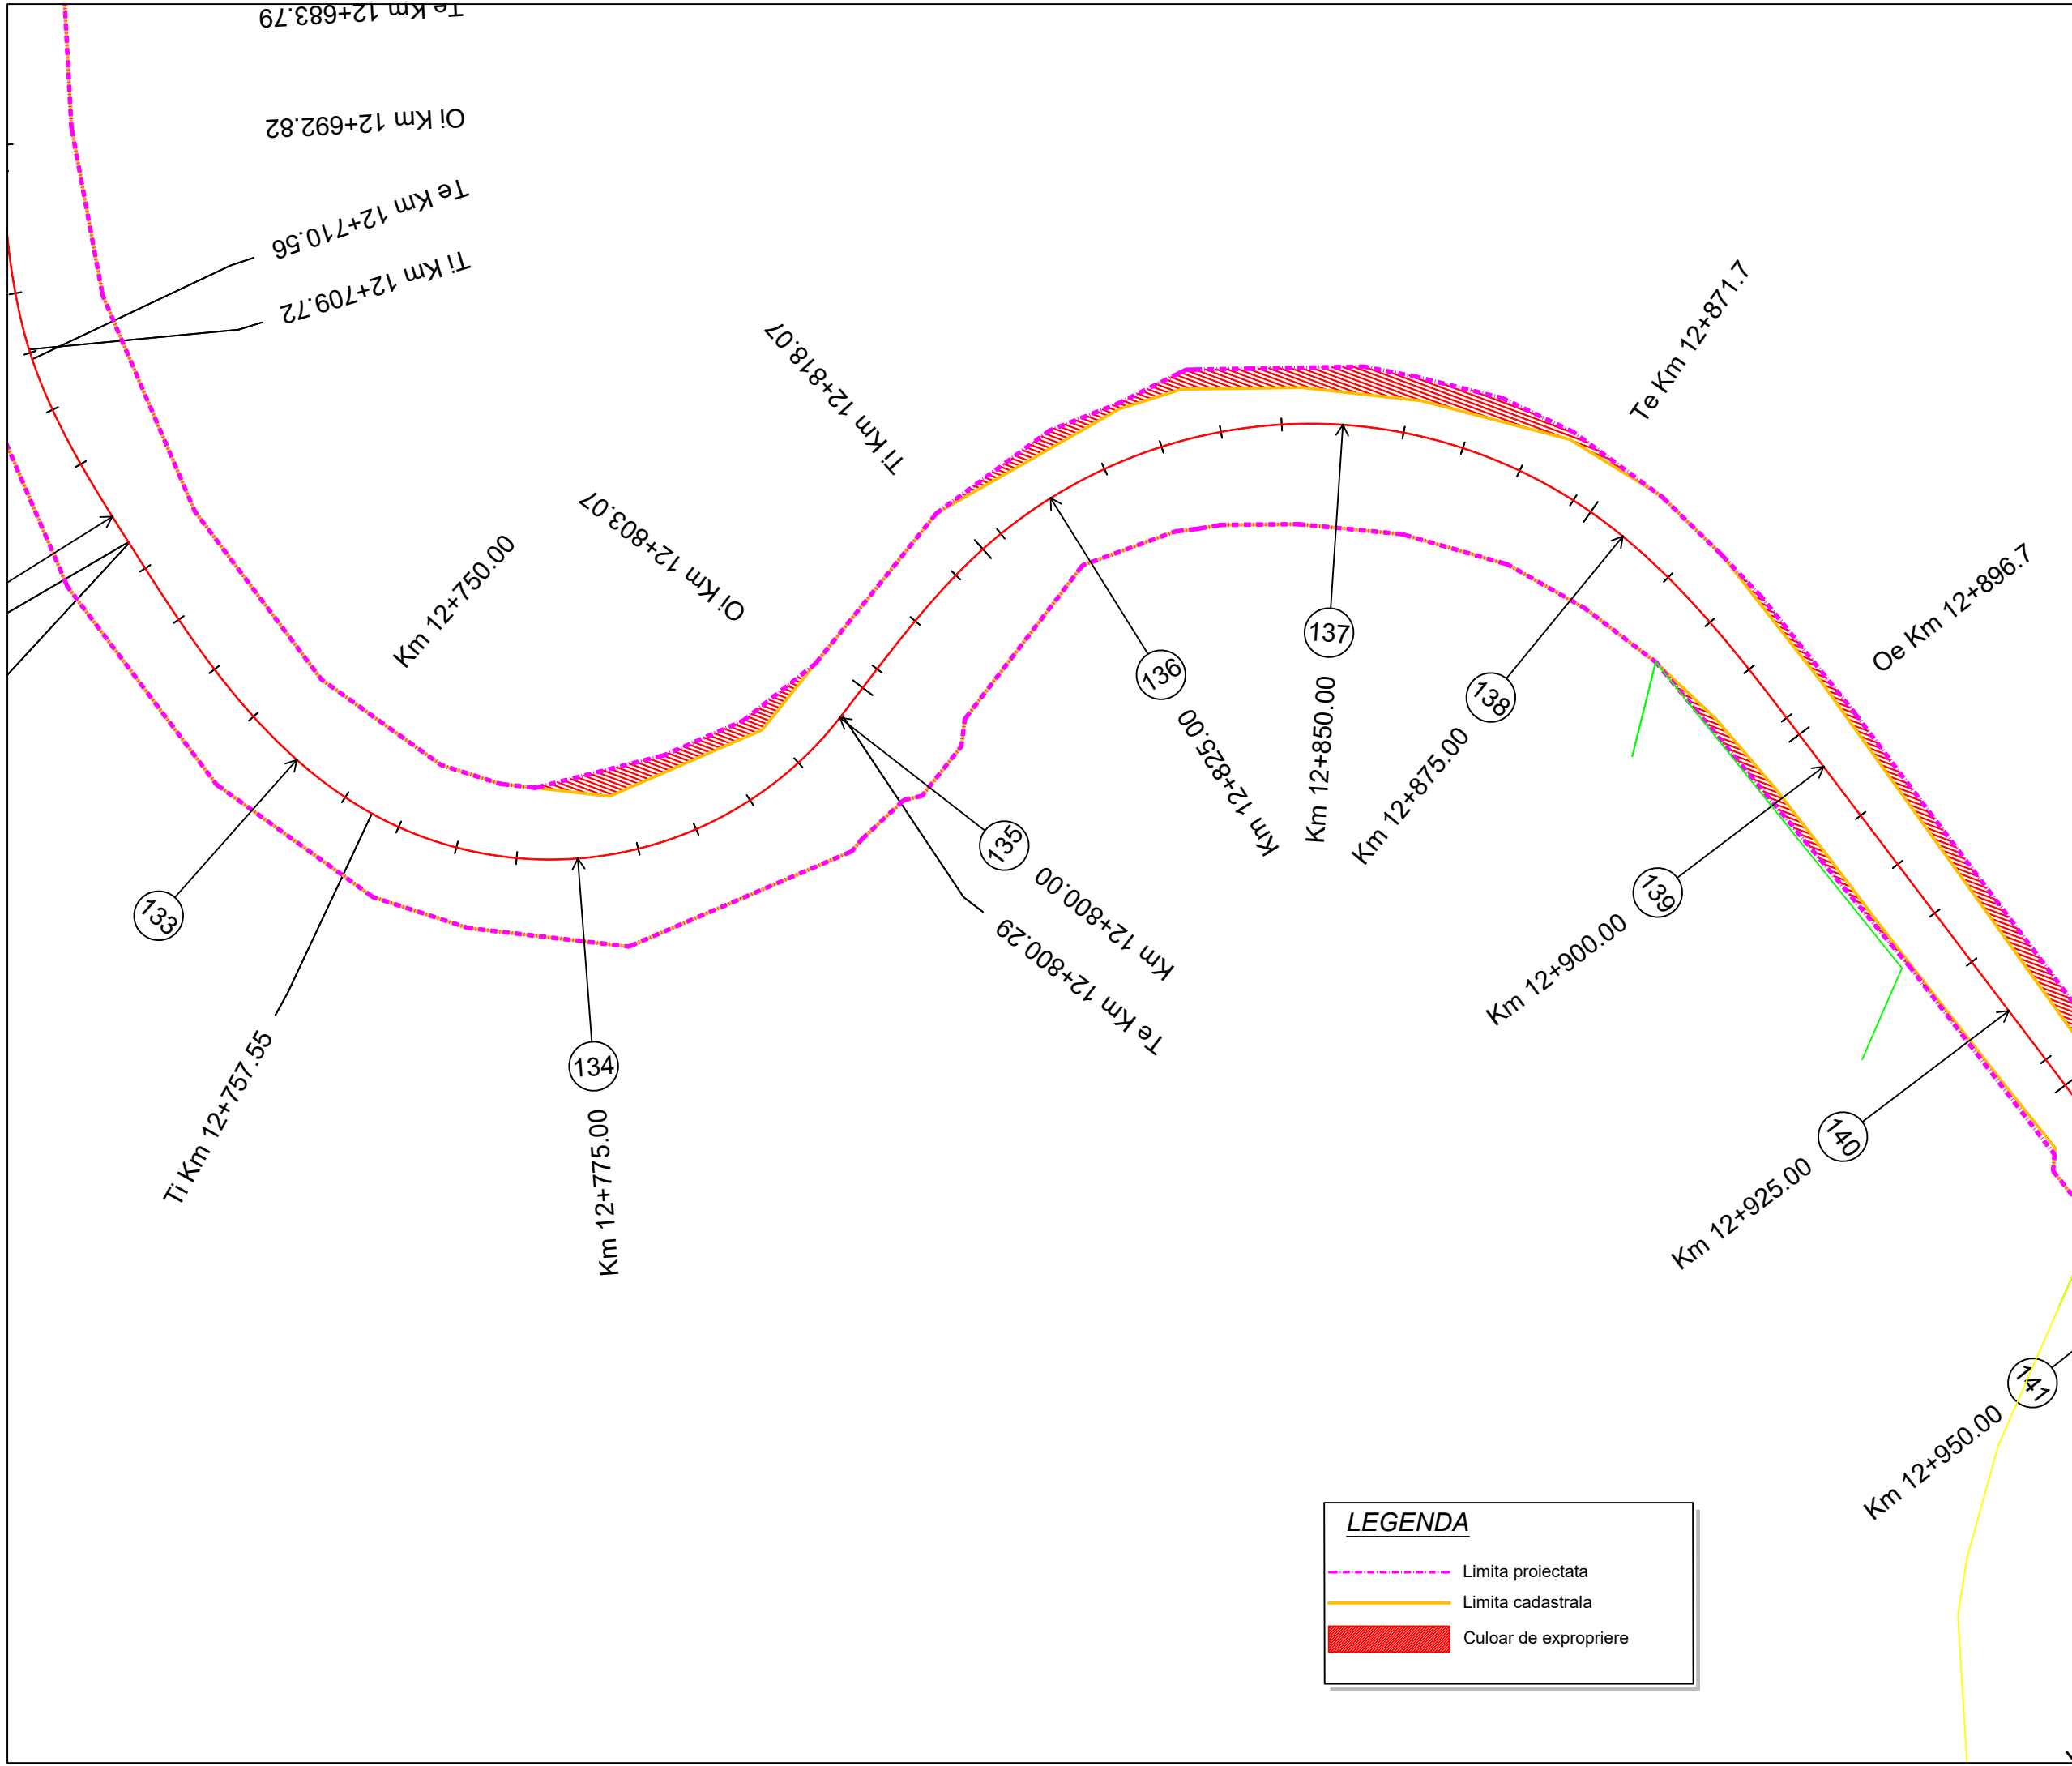 Te Km 12+683.79
Oi Km 12+692.82
Te Km 12+710.56
Ti Km 12+709.72
Ti Km 12+818.07
Te Km 12+871.7
Oi Km 12+803.07
Km 12+750.00
Oe Km 12+896.7
133
Ti Km 12+757.55
134
Km 12+775.00
135
Km 12+800.00
Te Km 12+800.29
136
Km 12+825.00
137
Km 12+850.00
138
Km 12+875.00
139
Km 12+900.00
140
Km 12+925.00
141
Km 12+950.00
LEGENDA
Limita proiectata
Limita cadastrala
Culoar de expropriere